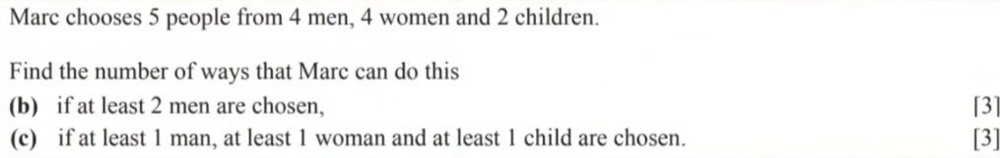 Marc chooses 5 people from 4 men, 4 women and 2 children.
Find the number of ways that Marc can do this
(b) if at least 2 men are chosen, [3]
(c) if at least 1 man, at least 1 woman and at least 1 child are chosen. [3]